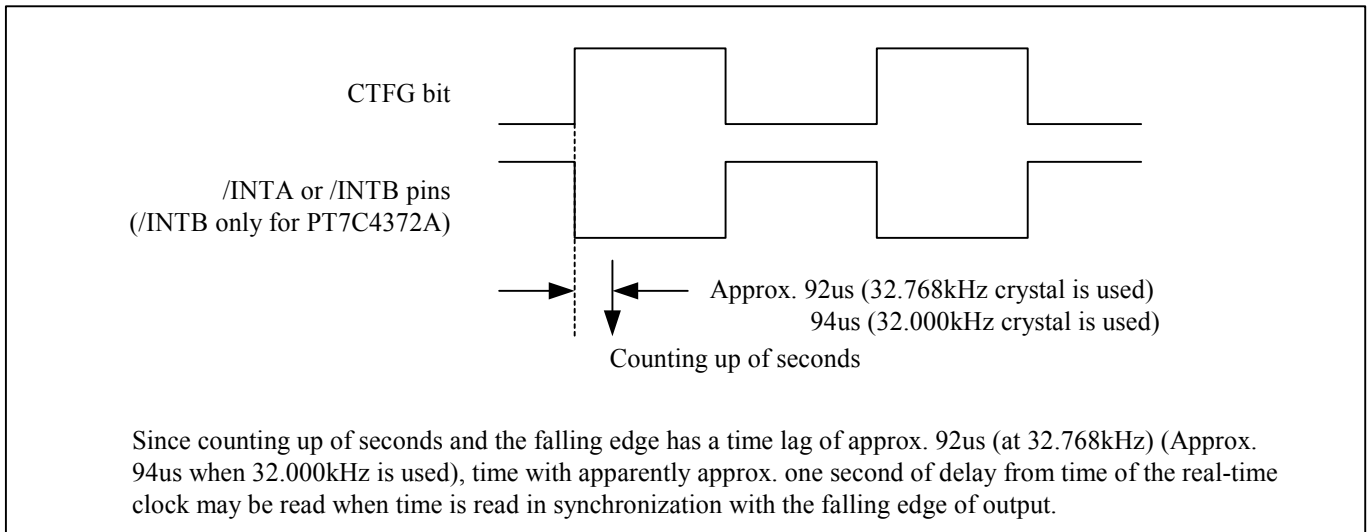 CTFG bit
/INTA or /INTB pins
(/INTB only for PT7C4372A)
Approx. 92us (32.768kHz crystal is used)
94us (32.000kHz crystal is used)
Counting up of seconds
Since counting up of seconds and the falling edge has a time lag of approx. 92us (at 32.768kHz) (Approx.
94us when 32.000kHz is used), time with apparently approx. one second of delay from time of the real-time
clock may be read when time is read in synchronization with the falling edge of output.